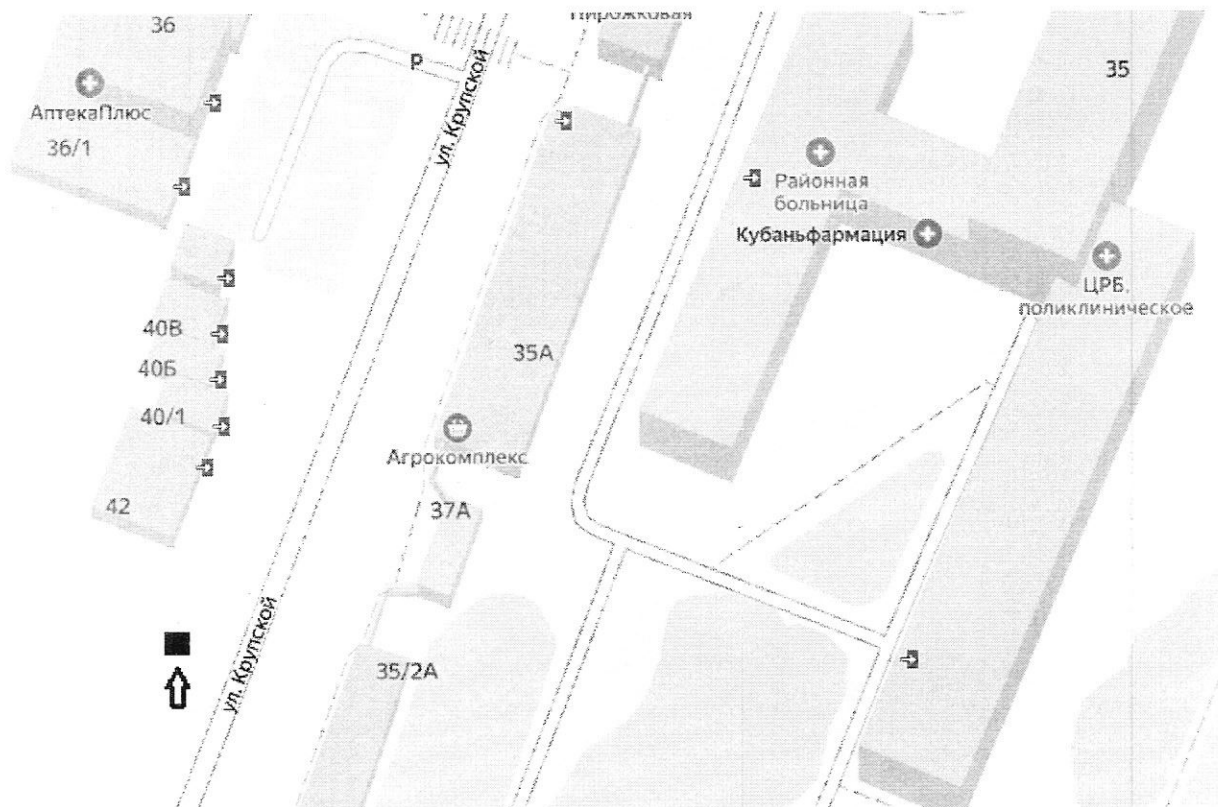 36
Пирожковая
P
ул. Крупской
35
АптекаПлюс
36/1
Районная
больница
Кубаньфармация
ЦРБ.
поликлиническое
40В
40Б
40/1
35А
Агрокомплекс
42
37А
ул. Крупской
35/2А